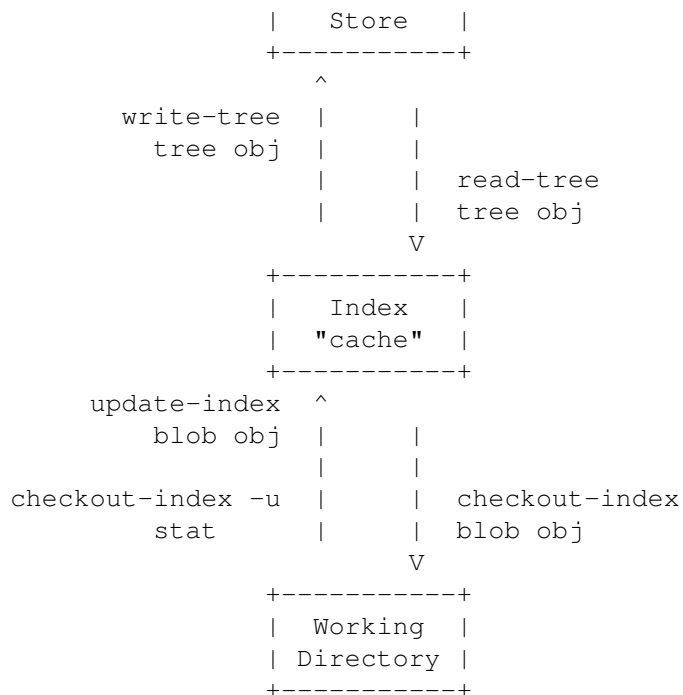 |   Store   |
+-----------+
^
write-tree   |     |
tree obj   |     |
|     |   read-tree
|     |   tree obj
V
+-----------+
|   Index   |
|  "cache"  |
+-----------+
update-index   ^
blob obj   |     |
|     |
checkout-index -u   |     |   checkout-index
stat      |     |   blob obj
V
+-----------+
|  Working  |
| Directory |
+-----------+